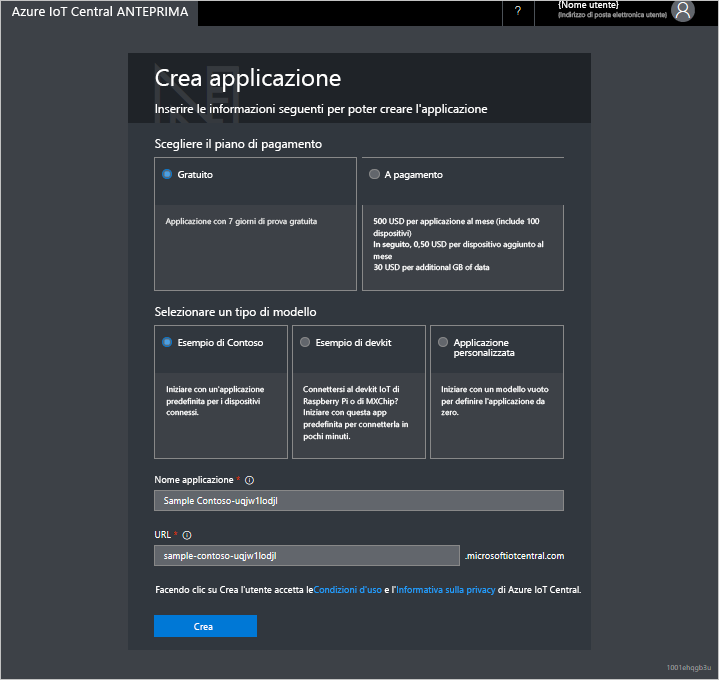 Azure IoT Central ANTEPRIMA
?
{Nome utente}
(Indirizzo di posta elettronica utente)
Crea applicazione
Inserire le informazioni seguenti per poter creare l'applicazione
Scegliere il piano di pagamento
Gratuito
Applicazione con 7 giorni di prova gratuita
A pagamento
500 USD per applicazione al mese (include 100
dispositivi)
In seguito, 0,50 USD per dispositivo aggiunto al
mese
30 USD per additional GB of data
Selezionare un tipo di modello
Esempio di Contoso
Iniziare con un'applicazione
predefinita per i dispositivi
connessi.
Esempio di devkit
Connettersi al devkit IoT di
Raspberry Pi o di MXChip?
Iniziare con questa app
predefinita per connetterla in
pochi minuti.
Applicazione
personalizzata
Iniziare con un modello vuoto
per definire l'applicazione da
zero.
Nome applicazione *
Sample Contoso-uqjw1lodjl
URL *
sample-contoso-uqjw1lodjl
.microsoftiotcentral.com
Facendo clic su Crea l'utente accetta leCondizioni d'uso e l'Informativa sulla privacy di Azure IoT Central.
Crea
1001ehqgb3u